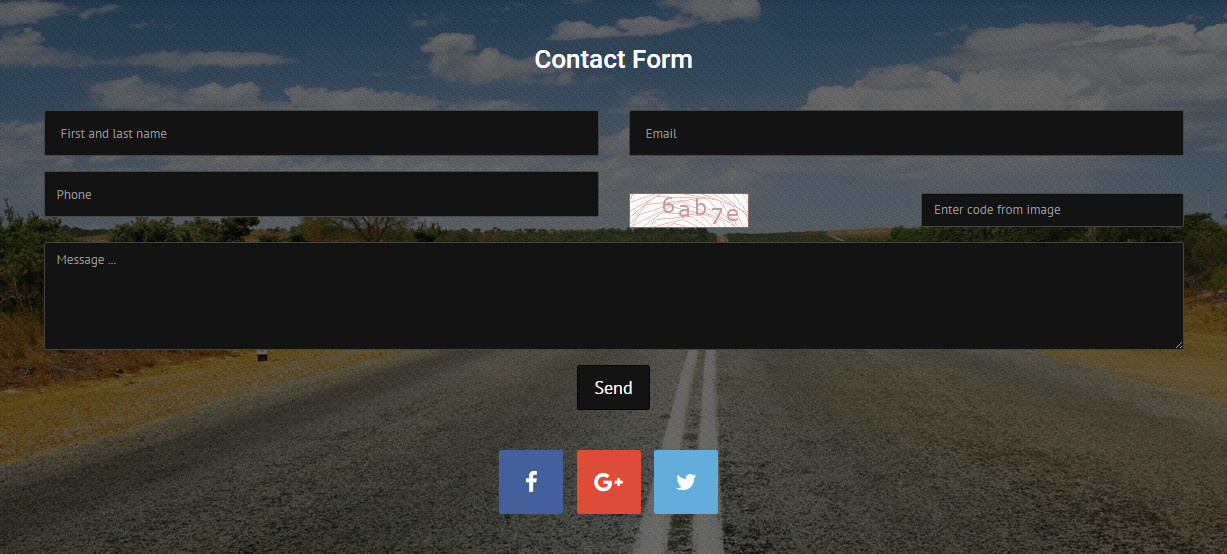 Contact Form
First and last name
Email
Phone
6ab7e
Enter code from image
Message ...
Send
f
G+